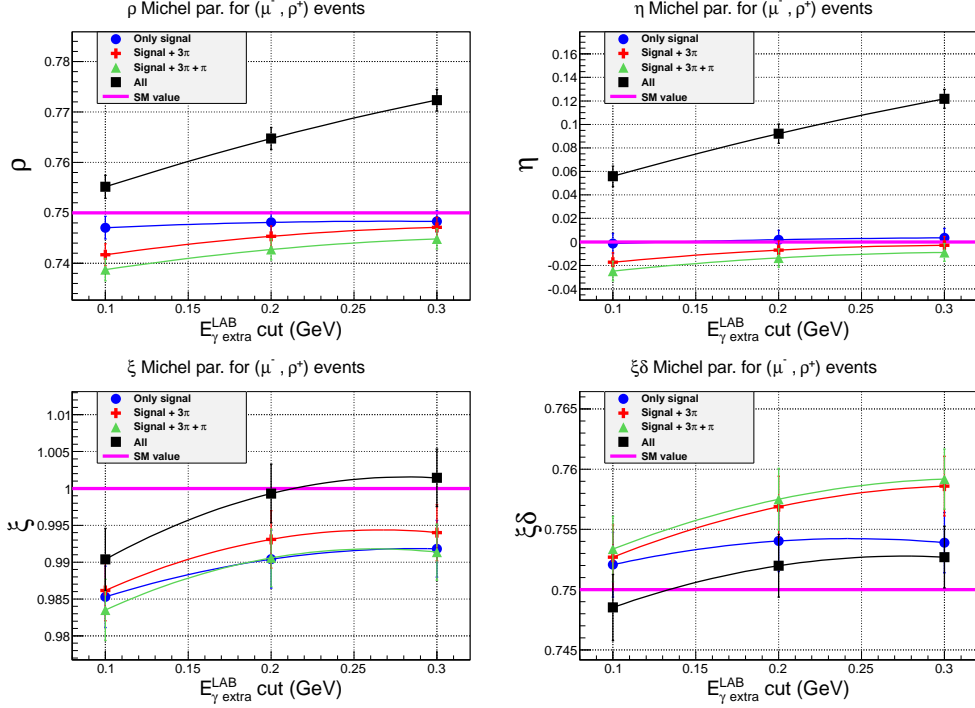 ρ Michel par. for (μ⁻, ρ⁺) events
Only signal
Signal + 3π
Signal + 3π + π
All
SM value
0.78
0.77
0.76
0.75
0.74
ρ
0.1 0.15 0.2 0.25 0.3
E_γ extra^LAB cut (GeV)
η Michel par. for (μ⁻, ρ⁺) events
Only signal
Signal + 3π
Signal + 3π + π
All
SM value
0.16
0.14
0.12
0.1
0.08
0.06
0.04
0.02
0
-0.02
-0.04
η
0.1 0.15 0.2 0.25 0.3
E_γ extra^LAB cut (GeV)
ξ Michel par. for (μ⁻, ρ⁺) events
Only signal
Signal + 3π
Signal + 3π + π
All
SM value
1.01
1.005
1
0.995
0.99
0.985
0.98
ξ
0.1 0.15 0.2 0.25 0.3
E_γ extra^LAB cut (GeV)
ξδ Michel par. for (μ⁻, ρ⁺) events
Only signal
Signal + 3π
Signal + 3π + π
All
SM value
0.765
0.76
0.755
0.75
0.745
ξδ
0.1 0.15 0.2 0.25 0.3
E_γ extra^LAB cut (GeV)